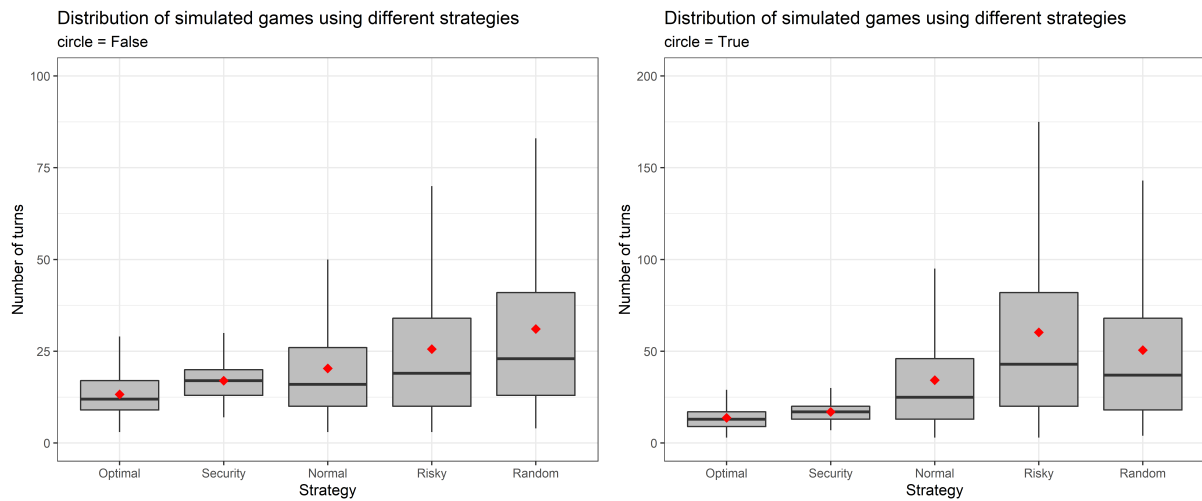 Distribution of simulated games using different strategies
circle = False
Number of turns
100
75
50
25
0
Optimal Security Normal Risky Random
Strategy
Distribution of simulated games using different strategies
circle = True
Number of turns
200
150
100
50
0
Optimal Security Normal Risky Random
Strategy